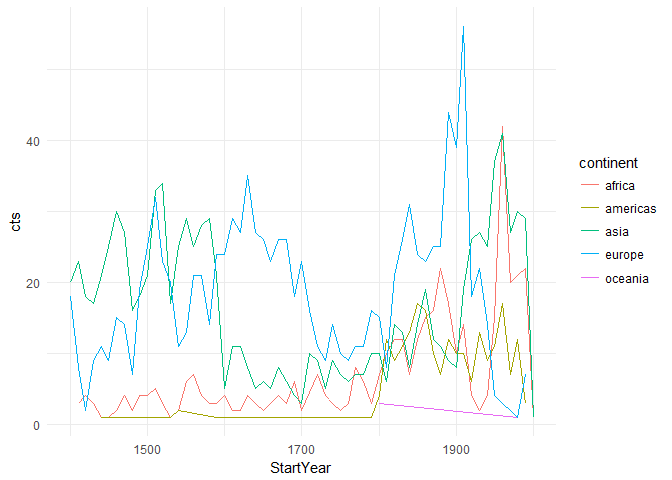 cts
40
20
0
1500
1700
1900
StartYear
continent
africa
americas
asia
europe
oceania